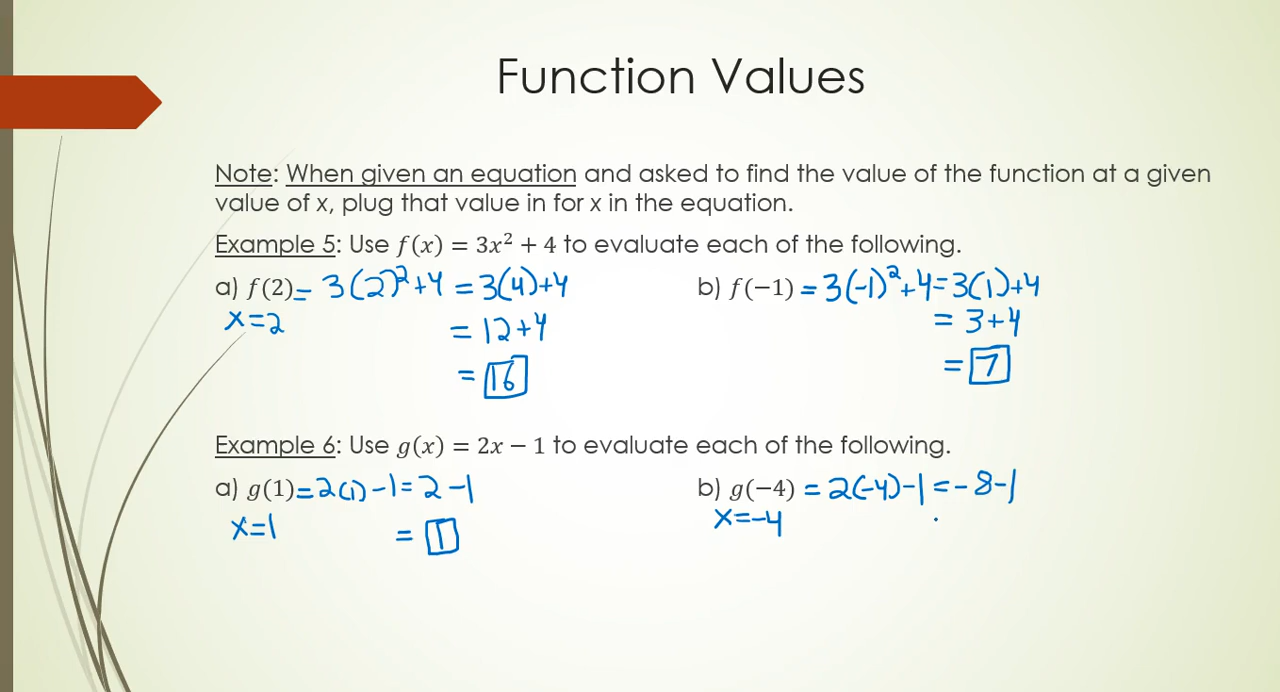 Function Values
Note: When given an equation and asked to find the value of the function at a given
value of x, plug that value in for x in the equation.
Example 5: Use f(x) = 3x² + 4 to evaluate each of the following.
a) f(2) = 3(2)² + 4 = 3(4) + 4
x = 2
= 12 + 4
= 16
b) f(−1) = 3(-1)² + 4 = 3(1) + 4
= 3 + 4
= 7
Example 6: Use g(x) = 2x − 1 to evaluate each of the following.
a) g(1) = 2(1) - 1 = 2 - 1
x = 1
= 1
b) g(−4) = 2(-4) - 1 = -8 - 1
x = -4